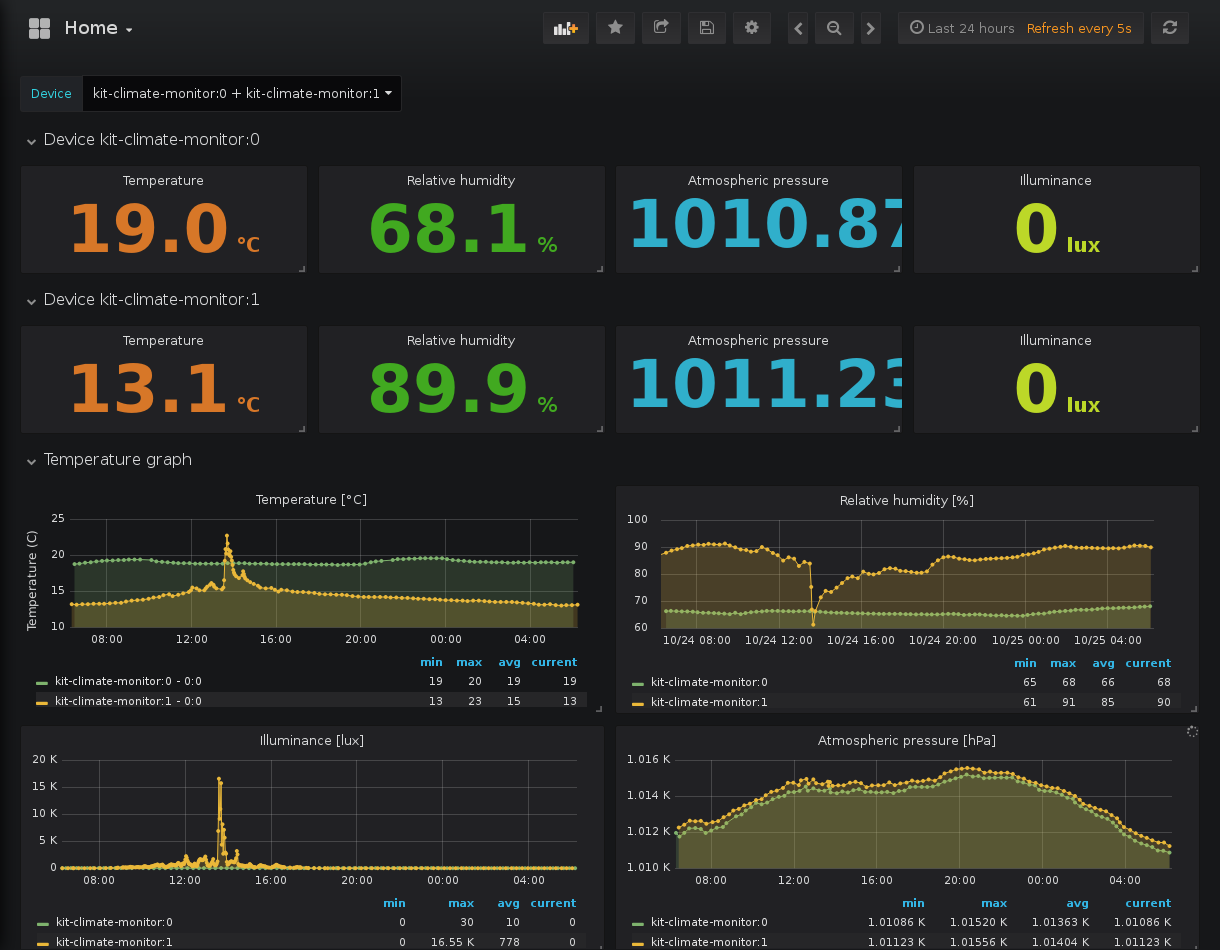 Home
Last 24 hours Refresh every 5s
Device kit-climate-monitor:0 + kit-climate-monitor:1
Device kit-climate-monitor:0
Temperature Relative humidity Atmospheric pressure Illuminance
19.0 °C 68.1 % 1010.87 0 lux
Device kit-climate-monitor:1
Temperature Relative humidity Atmospheric pressure Illuminance
13.1 °C 89.9 % 1011.23 0 lux
Temperature graph
Temperature [°C]
Temperature (C)
25
20
15
10
08:00 12:00 16:00 20:00 00:00 04:00
min max avg current
kit-climate-monitor:0 - 0:0 19 20 19 19
kit-climate-monitor:1 - 0:0 13 23 15 13
Relative humidity [%]
100
90
80
70
60
10/24 08:00 10/24 12:00 10/24 16:00 10/24 20:00 10/25 00:00 10/25 04:00
min max avg current
kit-climate-monitor:0 65 68 66 68
kit-climate-monitor:1 61 91 85 90
Illuminance [lux]
20 K
15 K
10 K
5 K
0
08:00 12:00 16:00 20:00 00:00 04:00
min max avg current
kit-climate-monitor:0 0 30 10 0
kit-climate-monitor:1 0 16.55 K 778 0
Atmospheric pressure [hPa]
1.016 K
1.014 K
1.012 K
1.010 K
08:00 12:00 16:00 20:00 00:00 04:00
min max avg current
kit-climate-monitor:0 1.01086 K 1.01520 K 1.01363 K 1.01086 K
kit-climate-monitor:1 1.01123 K 1.01556 K 1.01404 K 1.01123 K